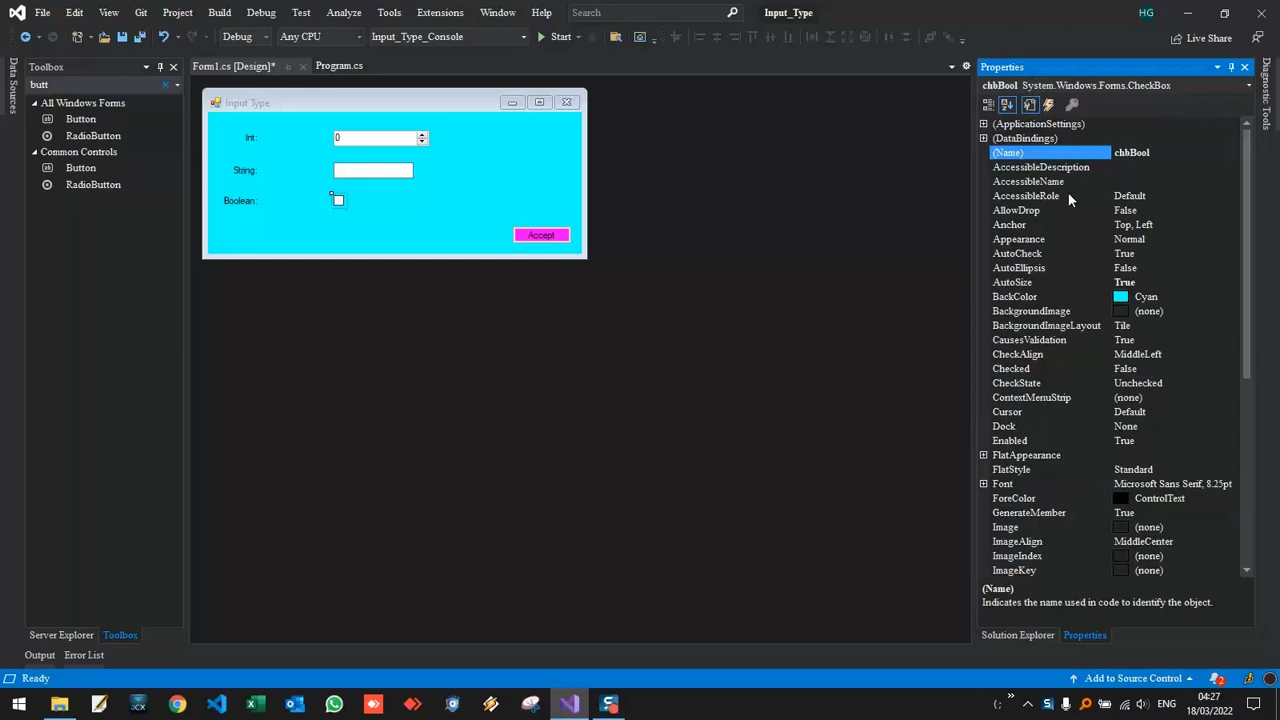 File Edit View Git Project Build Debug Test Analyze Tools Extensions Window Help Search Input_Type HG
Debug Any CPU Input_Type_Console Start Live Share
Data Sources
Toolbox
butt
All Windows Forms
Button
RadioButton
Common Controls
Button
RadioButton
Server Explorer Toolbox
Form1.cs [Design]* Program.cs
Input Type
Int: 0
String:
Boolean:
Accept
Properties
chbBool System.Windows.Forms.CheckBox
(ApplicationSettings)
(DataBindings)
(Name) chbBool
AccessibleDescription
AccessibleName
AccessibleRole Default
AllowDrop False
Anchor Top, Left
Appearance Normal
AutoCheck True
AutoEllipsis False
AutoSize True
BackColor Cyan
BackgroundImage (none)
BackgroundImageLayout Tile
CausesValidation True
CheckAlign MiddleLeft
Checked False
CheckState Unchecked
ContextMenuStrip (none)
Cursor Default
Dock None
Enabled True
FlatAppearance
FlatStyle Standard
Font Microsoft Sans Serif, 8.25pt
ForeColor ControlText
GenerateMember True
Image (none)
ImageAlign MiddleCenter
ImageIndex (none)
ImageKey (none)
(Name)
Indicates the name used in code to identify the object.
Solution Explorer Properties
Diagnostic Tools
Output Error List
Ready Add to Source Control 2
ENG 04:27
18/03/2022